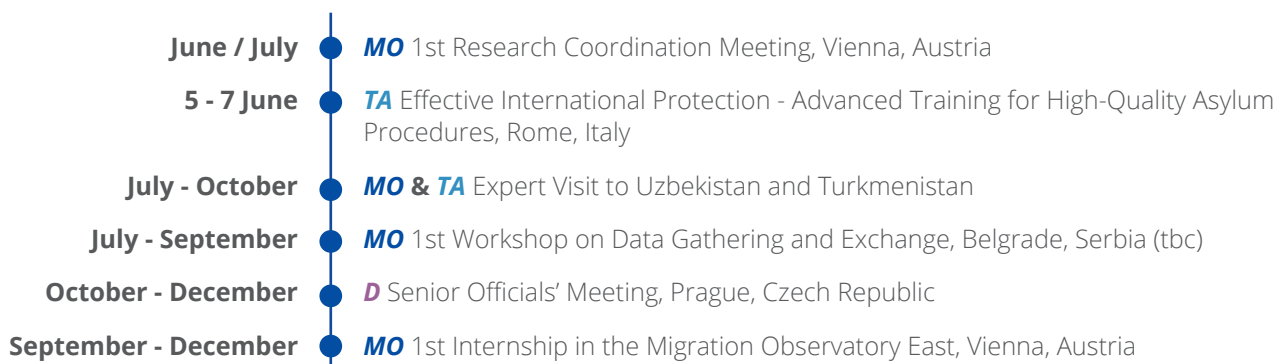 June / July MO 1st Research Coordination Meeting, Vienna, Austria
5 - 7 June TA Effective International Protection - Advanced Training for High-Quality Asylum
Procedures, Rome, Italy
July - October MO & TA Expert Visit to Uzbekistan and Turkmenistan
July - September MO 1st Workshop on Data Gathering and Exchange, Belgrade, Serbia (tbc)
October - December D Senior Officials’ Meeting, Prague, Czech Republic
September - December MO 1st Internship in the Migration Observatory East, Vienna, Austria